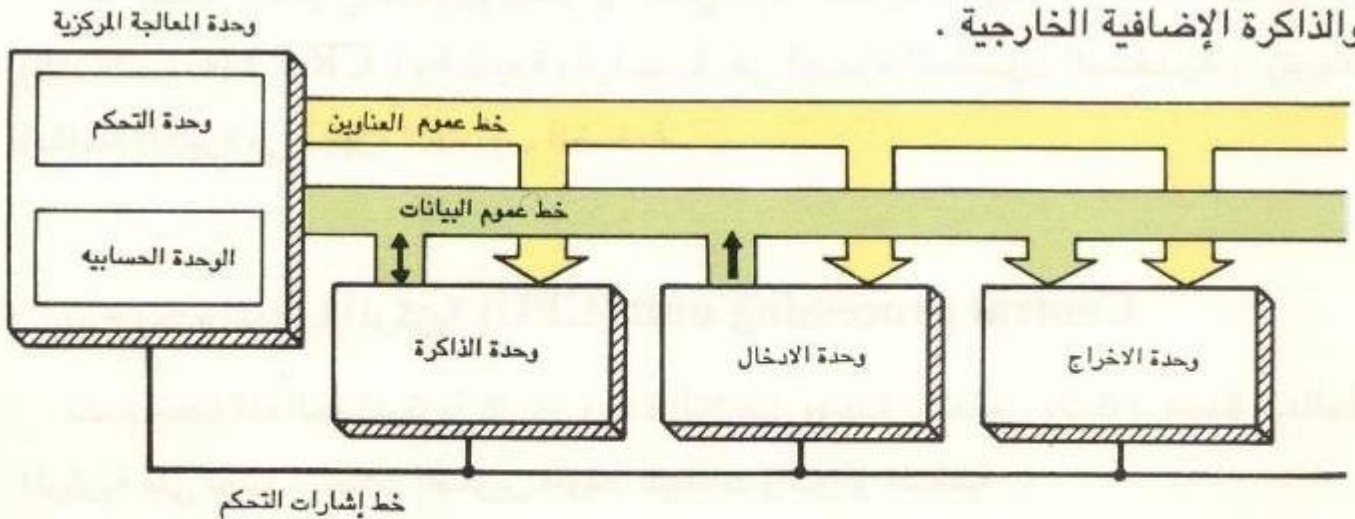 والذاكرة الإضافية الخارجية .
وحدة المعالجة المركزية
وحدة التحكم
الوحدة الحسابيه
خط عموم العناوين
خط عموم البيانات
وحدة الذاكرة
وحدة الادخال
وحدة الاخراج
خط إشارات التحكم